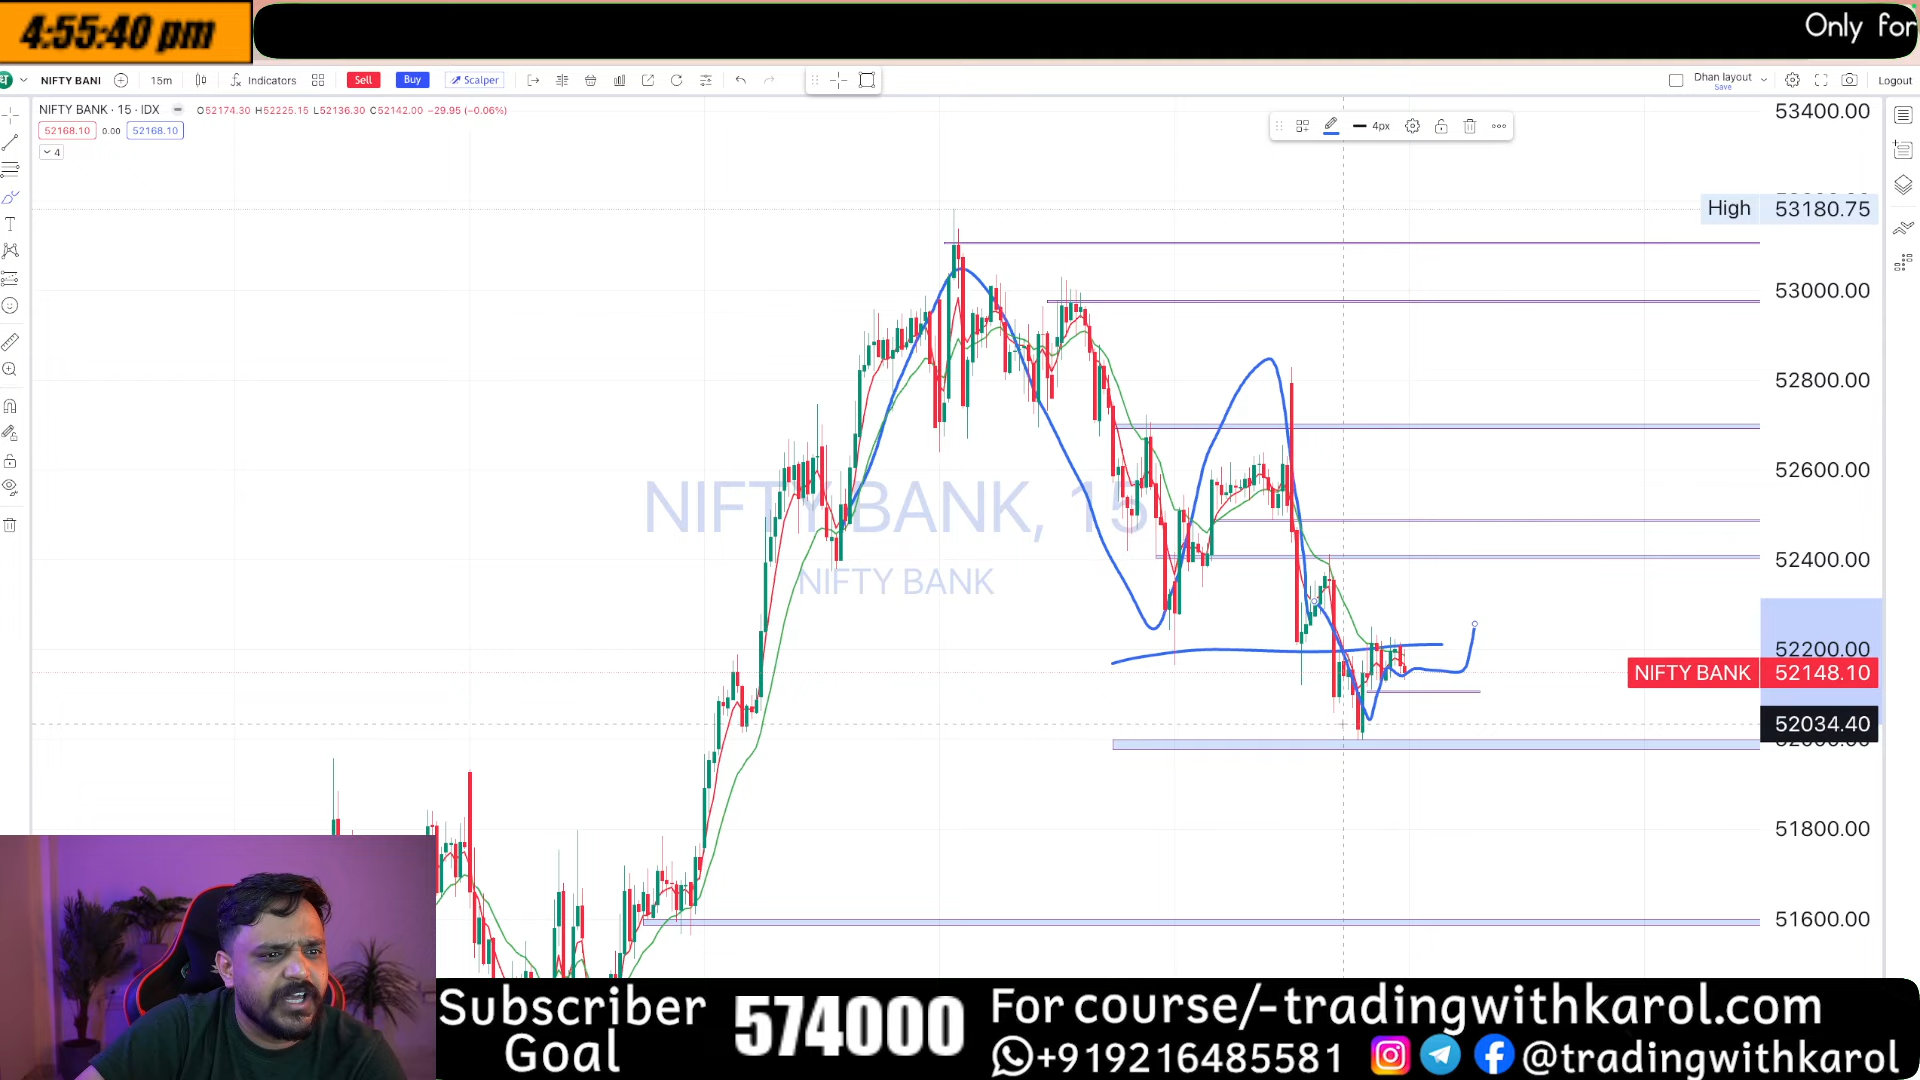 4:55:40 pm
Only for
NIFTY BANI
15m
Indicators
Sell
Buy
Scalper
Dhan layout
Save
Logout
NIFTY BANK · 15 · IDX
O52174.30 H52225.15 L52136.30 C52142.00 −29.95 (−0.06%)
52168.10
0.00
52168.10
4
4px
53400.00
High
53180.75
53000.00
52800.00
52600.00
NIFTY BANK, 15
NIFTY BANK
52400.00
52200.00
NIFTY BANK
52148.10
52034.40
51800.00
51600.00
Subscriber
Goal
574000
For course/-tradingwithkarol.com
+919216485581
@tradingwithkarol